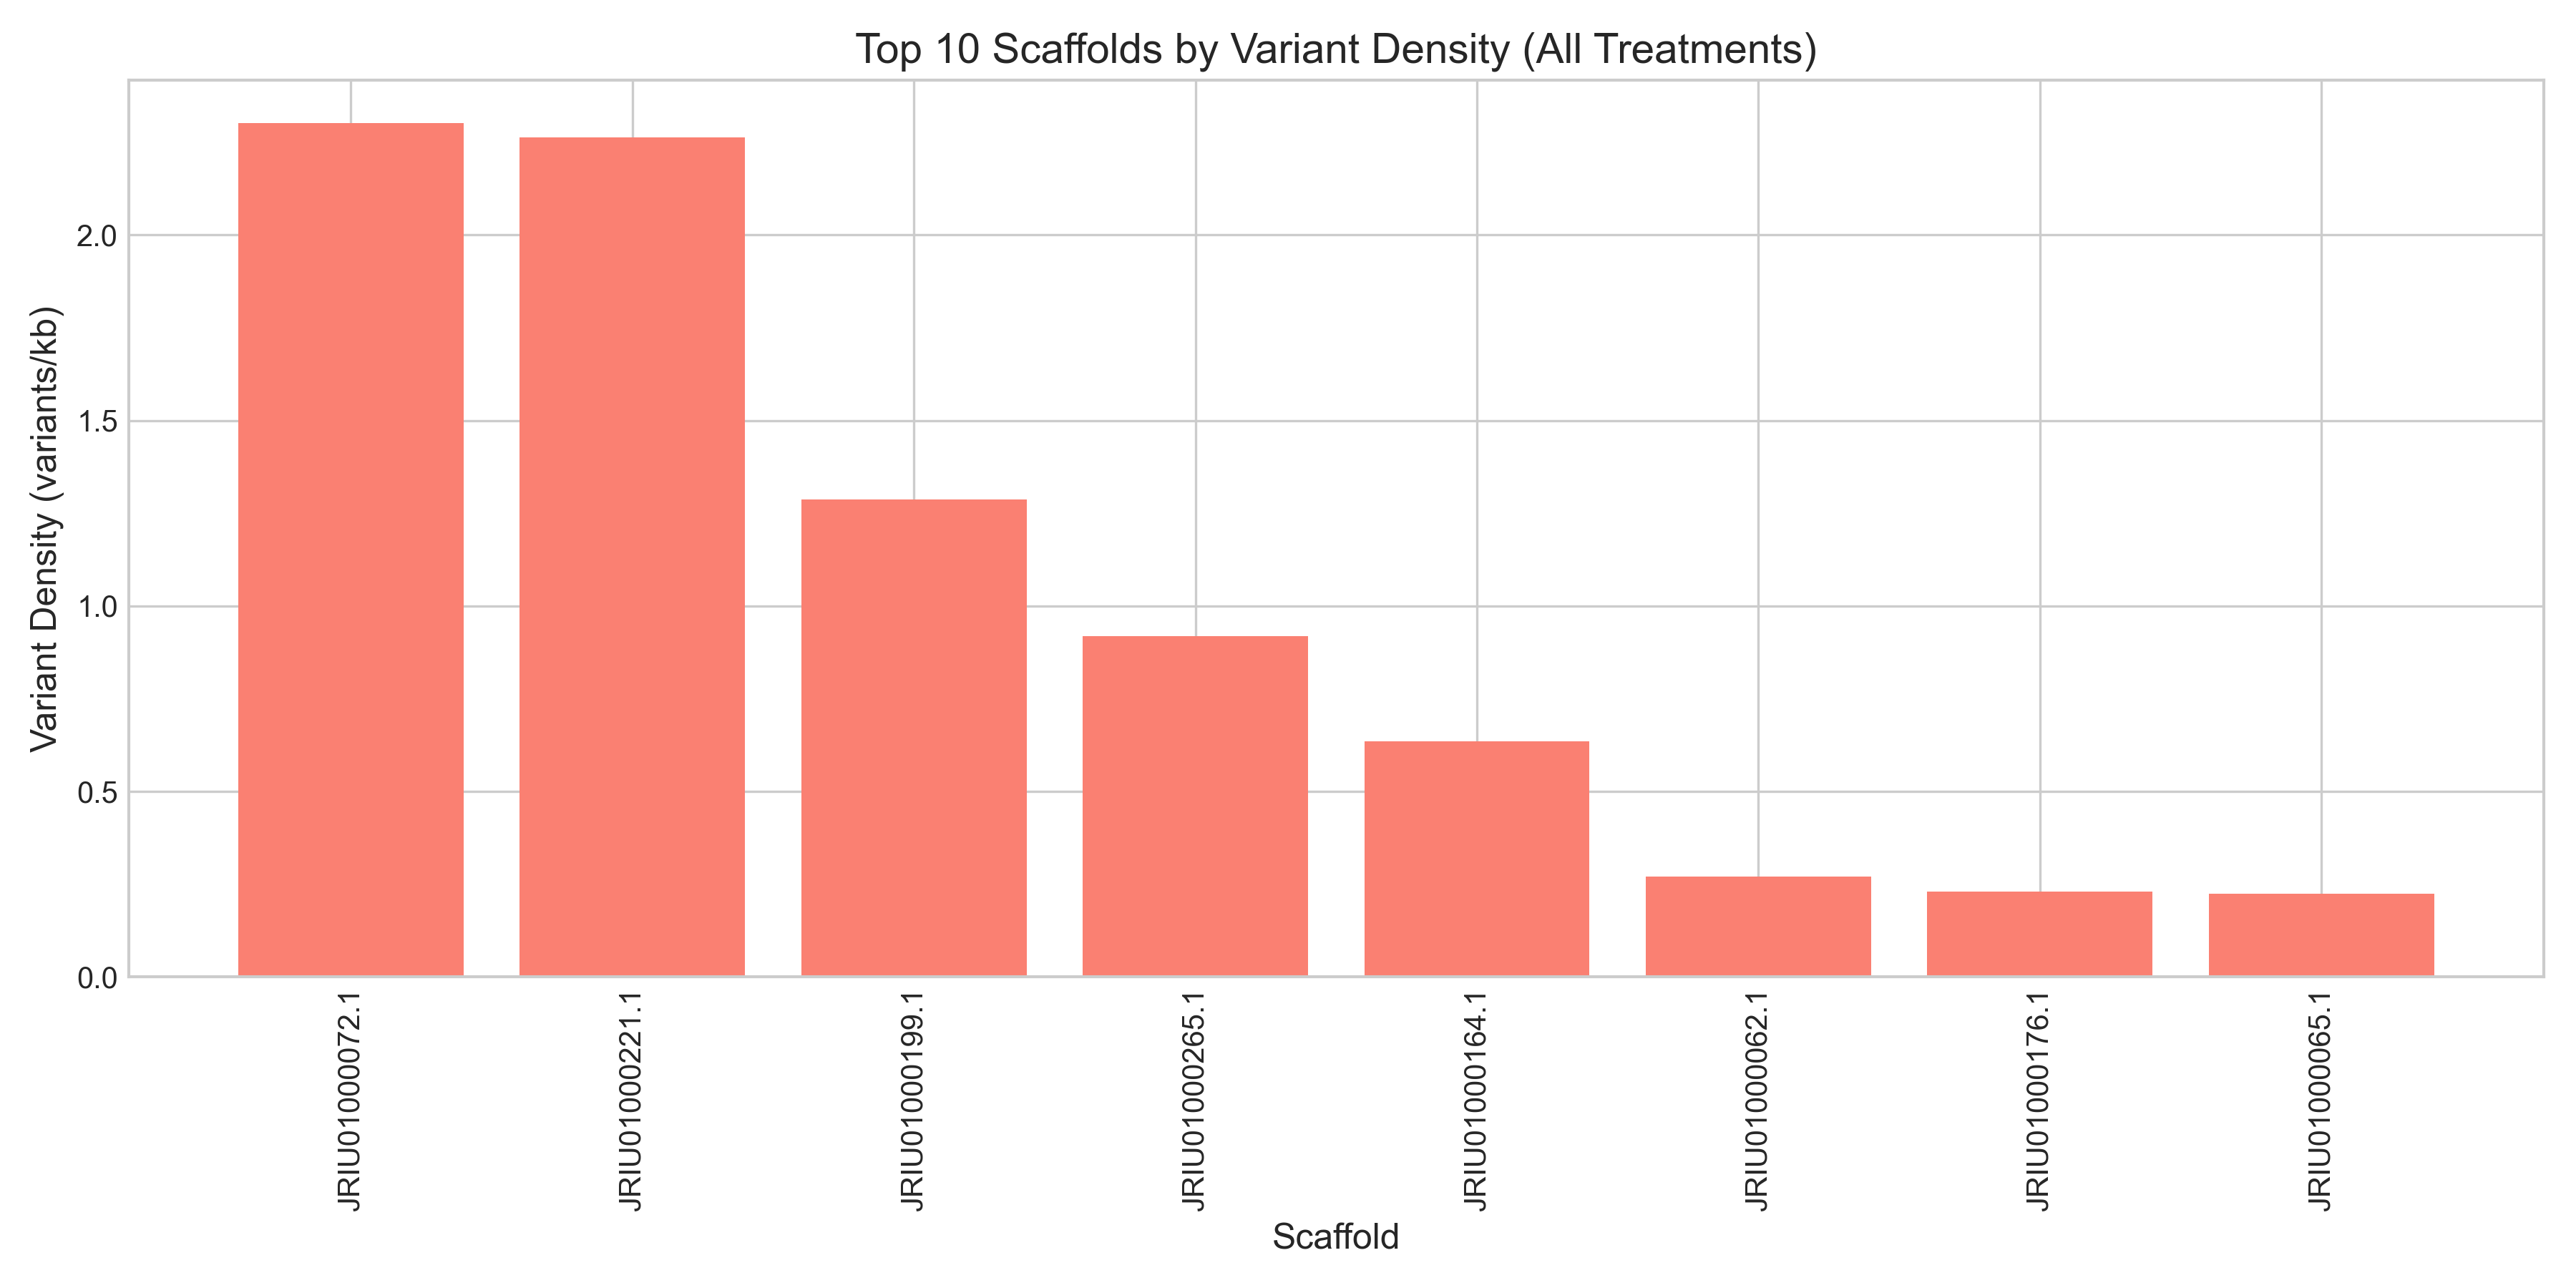 Top 10 Scaffolds by Variant Density (All Treatments)
Variant Density (variants/kb)
2.0
1.5
1.0
0.5
0.0
JRIU01000072.1
JRIU01000221.1
JRIU01000199.1
JRIU01000265.1
JRIU01000164.1
JRIU01000062.1
JRIU01000176.1
JRIU01000065.1
Scaffold